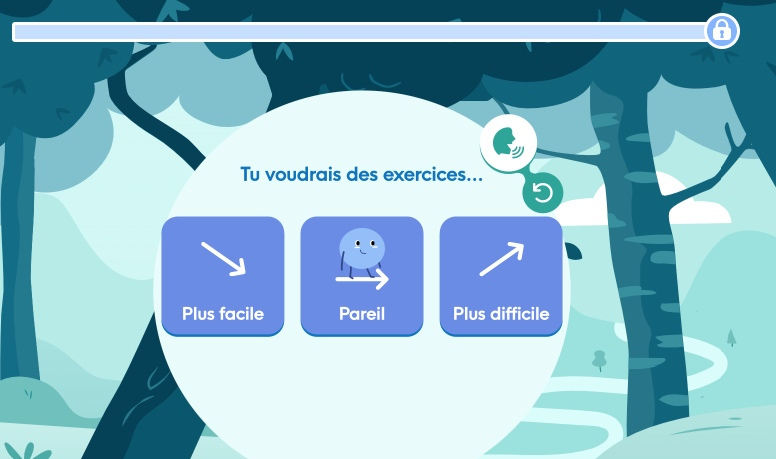 Tu voudrais des exercices...
Plus facile
Pareil
Plus difficile